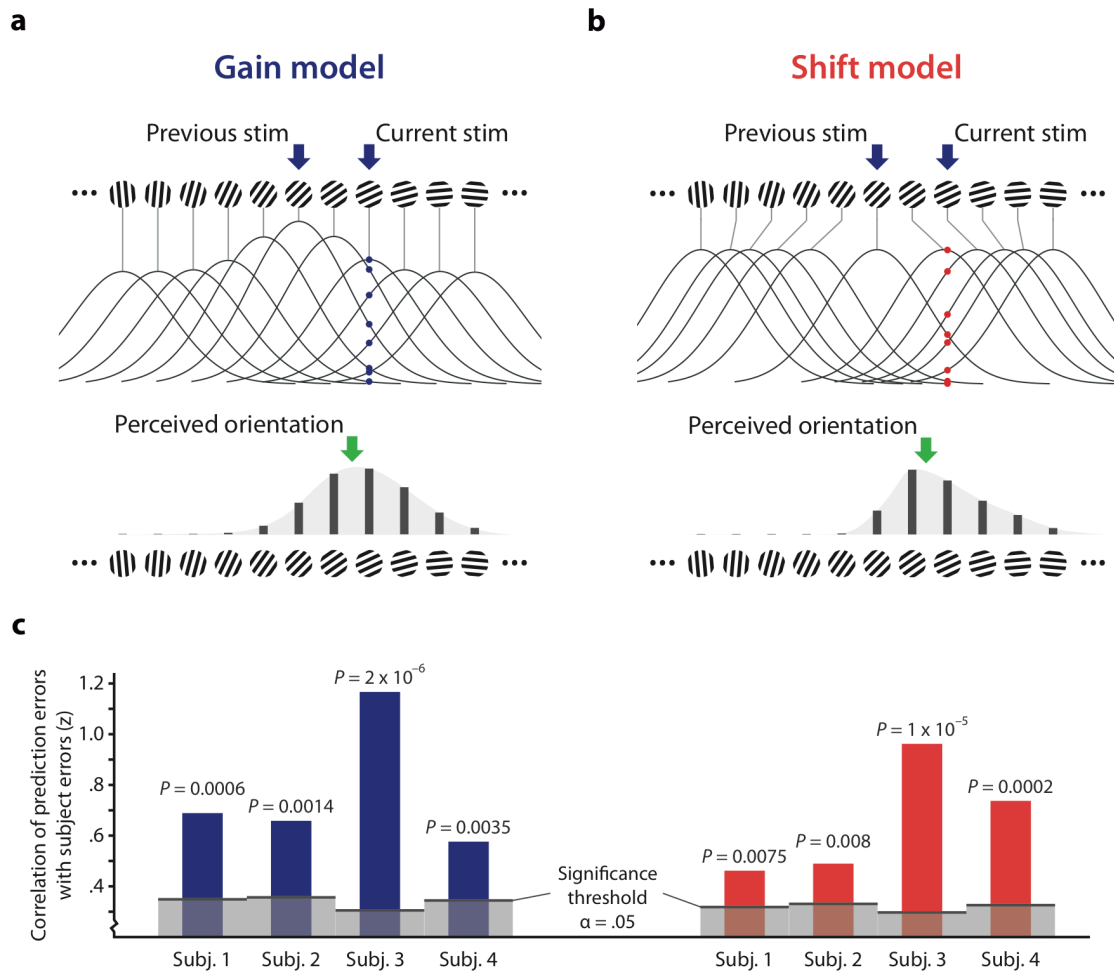 a
b
Gain model
Shift model
Previous stim
Current stim
Previous stim
Current stim
•••
•••
•••
•••
Perceived orientation
Perceived orientation
•••
•••
•••
•••
c
Correlation of prediction errors
with subject errors (z)
1.2
1.0
.8
.6
.4
P = 0.0006
P = 0.0014
P = 2 x 10⁻⁶
P = 0.0035
P = 0.0075
P = 0.008
P = 1 x 10⁻⁵
P = 0.0002
Significance
threshold
α = .05
Subj. 1
Subj. 2
Subj. 3
Subj. 4
Subj. 1
Subj. 2
Subj. 3
Subj. 4